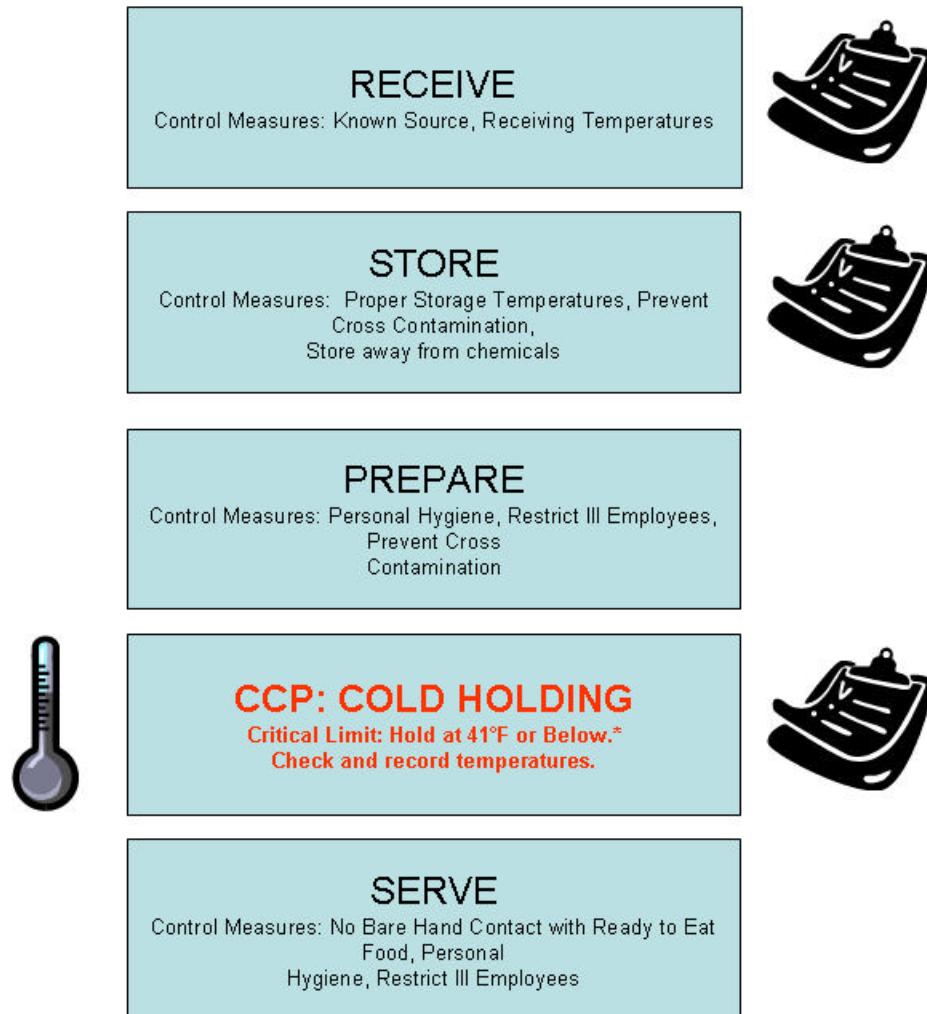 RECEIVE
Control Measures: Known Source, Receiving Temperatures
STORE
Control Measures:  Proper Storage Temperatures, Prevent
Cross Contamination,
Store away from chemicals
PREPARE
Control Measures: Personal Hygiene, Restrict Ill Employees,
Prevent Cross
Contamination
CCP: COLD HOLDING
Critical Limit: Hold at 41°F or Below.*
Check and record temperatures.
SERVE
Control Measures: No Bare Hand Contact with Ready to Eat
Food, Personal
Hygiene, Restrict Ill Employees